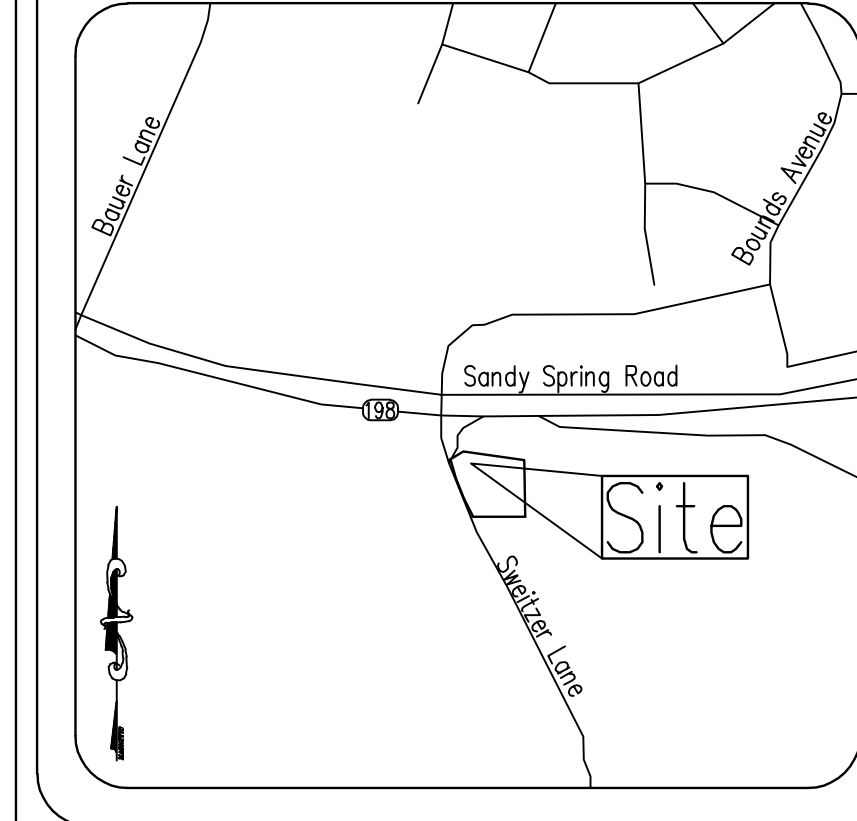 Bauer Lane
Bounds Avenue
Sandy Spring Road
198
Site
Sweitzer Lane